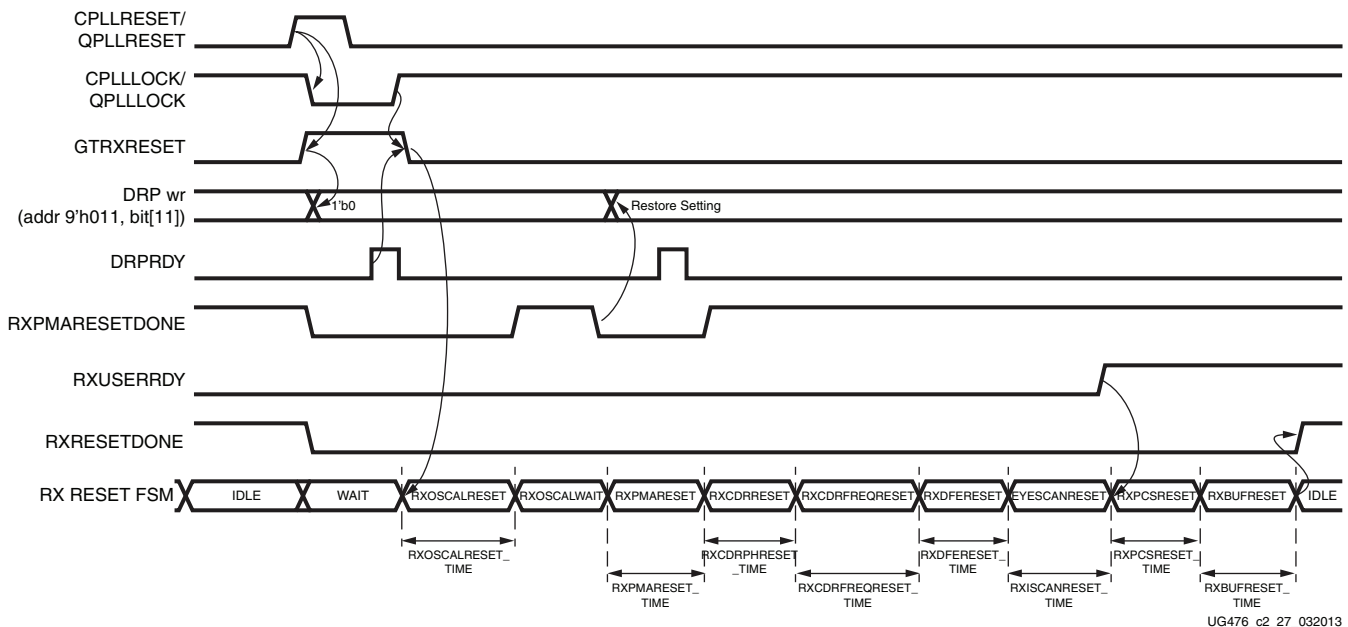 CPLLRESET/
QPLLRESET
CPLLLOCK/
QPLLLOCK
GTRXRESET
DRP wr
(addr 9'h011, bit[11])
1'b0
Restore Setting
DRPRDY
RXPMARESETDONE
RXUSERRDY
RXRESETDONE
RX RESET FSM
IDLE
WAIT
RXOSCALRESET
RXOSCALWAIT
RXPMARESET
RXCDRRESET
RXCDRFREQRESET
RXDFERESET
EYESCANRESET
RXPCSRESET
RXBUFRESET
IDLE
RXOSCALRESET_
TIME
RXPMARESET_
TIME
RXCDRPHRESET
_TIME
RXCDRFREQRESET_
TIME
RXDFERESET_
TIME
RXISCANRESET_
TIME
RXPCSRESET_
TIME
RXBUFRESET_
TIME
UG476_c2_27_032013